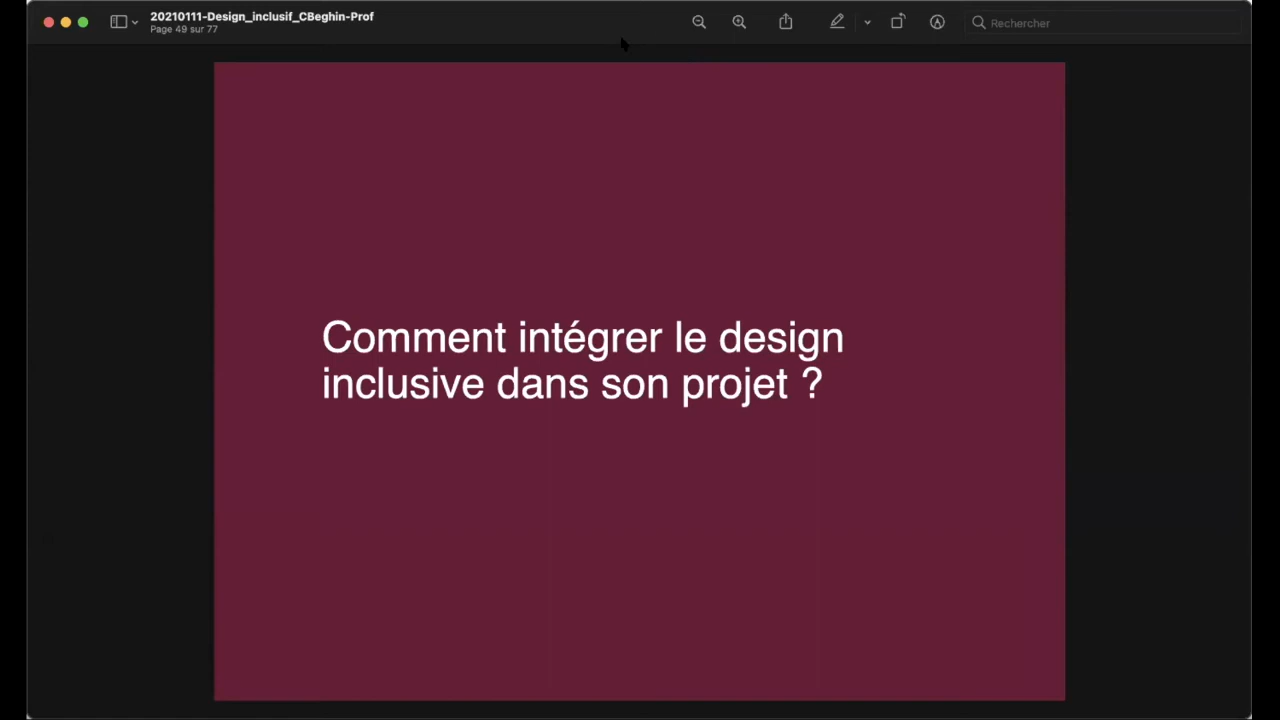 20210111-Design_inclusif_CBeghin-Prof
Page 49 sur 77
Rechercher
Comment intégrer le design
inclusive dans son projet ?